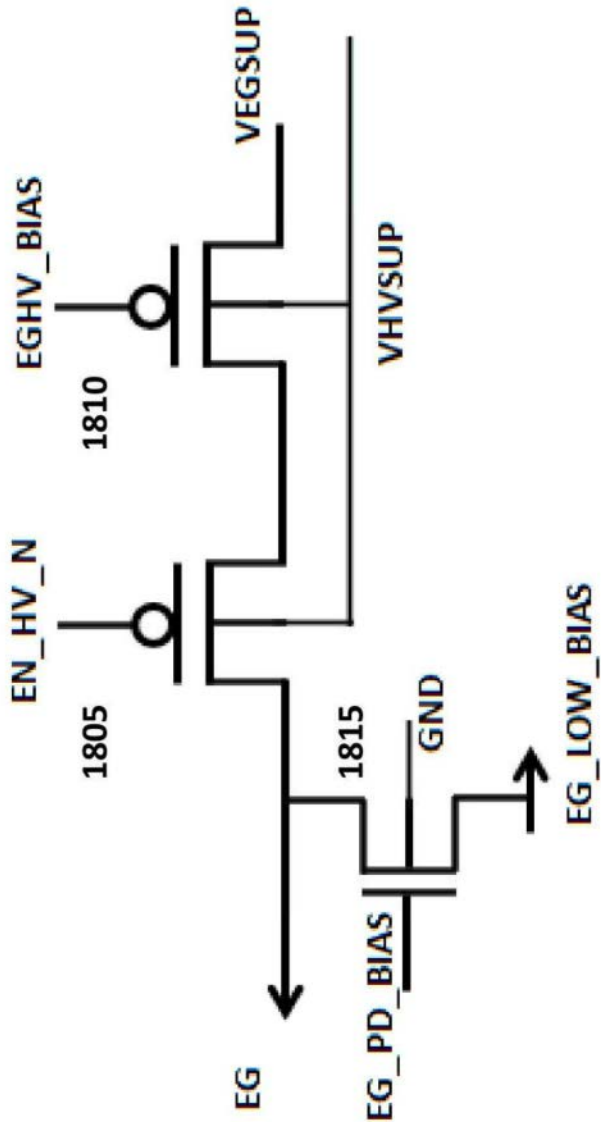 EN_HV_N
EGHV_BIAS
1805
1810
EG
VEGSUP
1815
EG_PD_BIAS
VHVSUP
GND
EG_LOW_BIAS